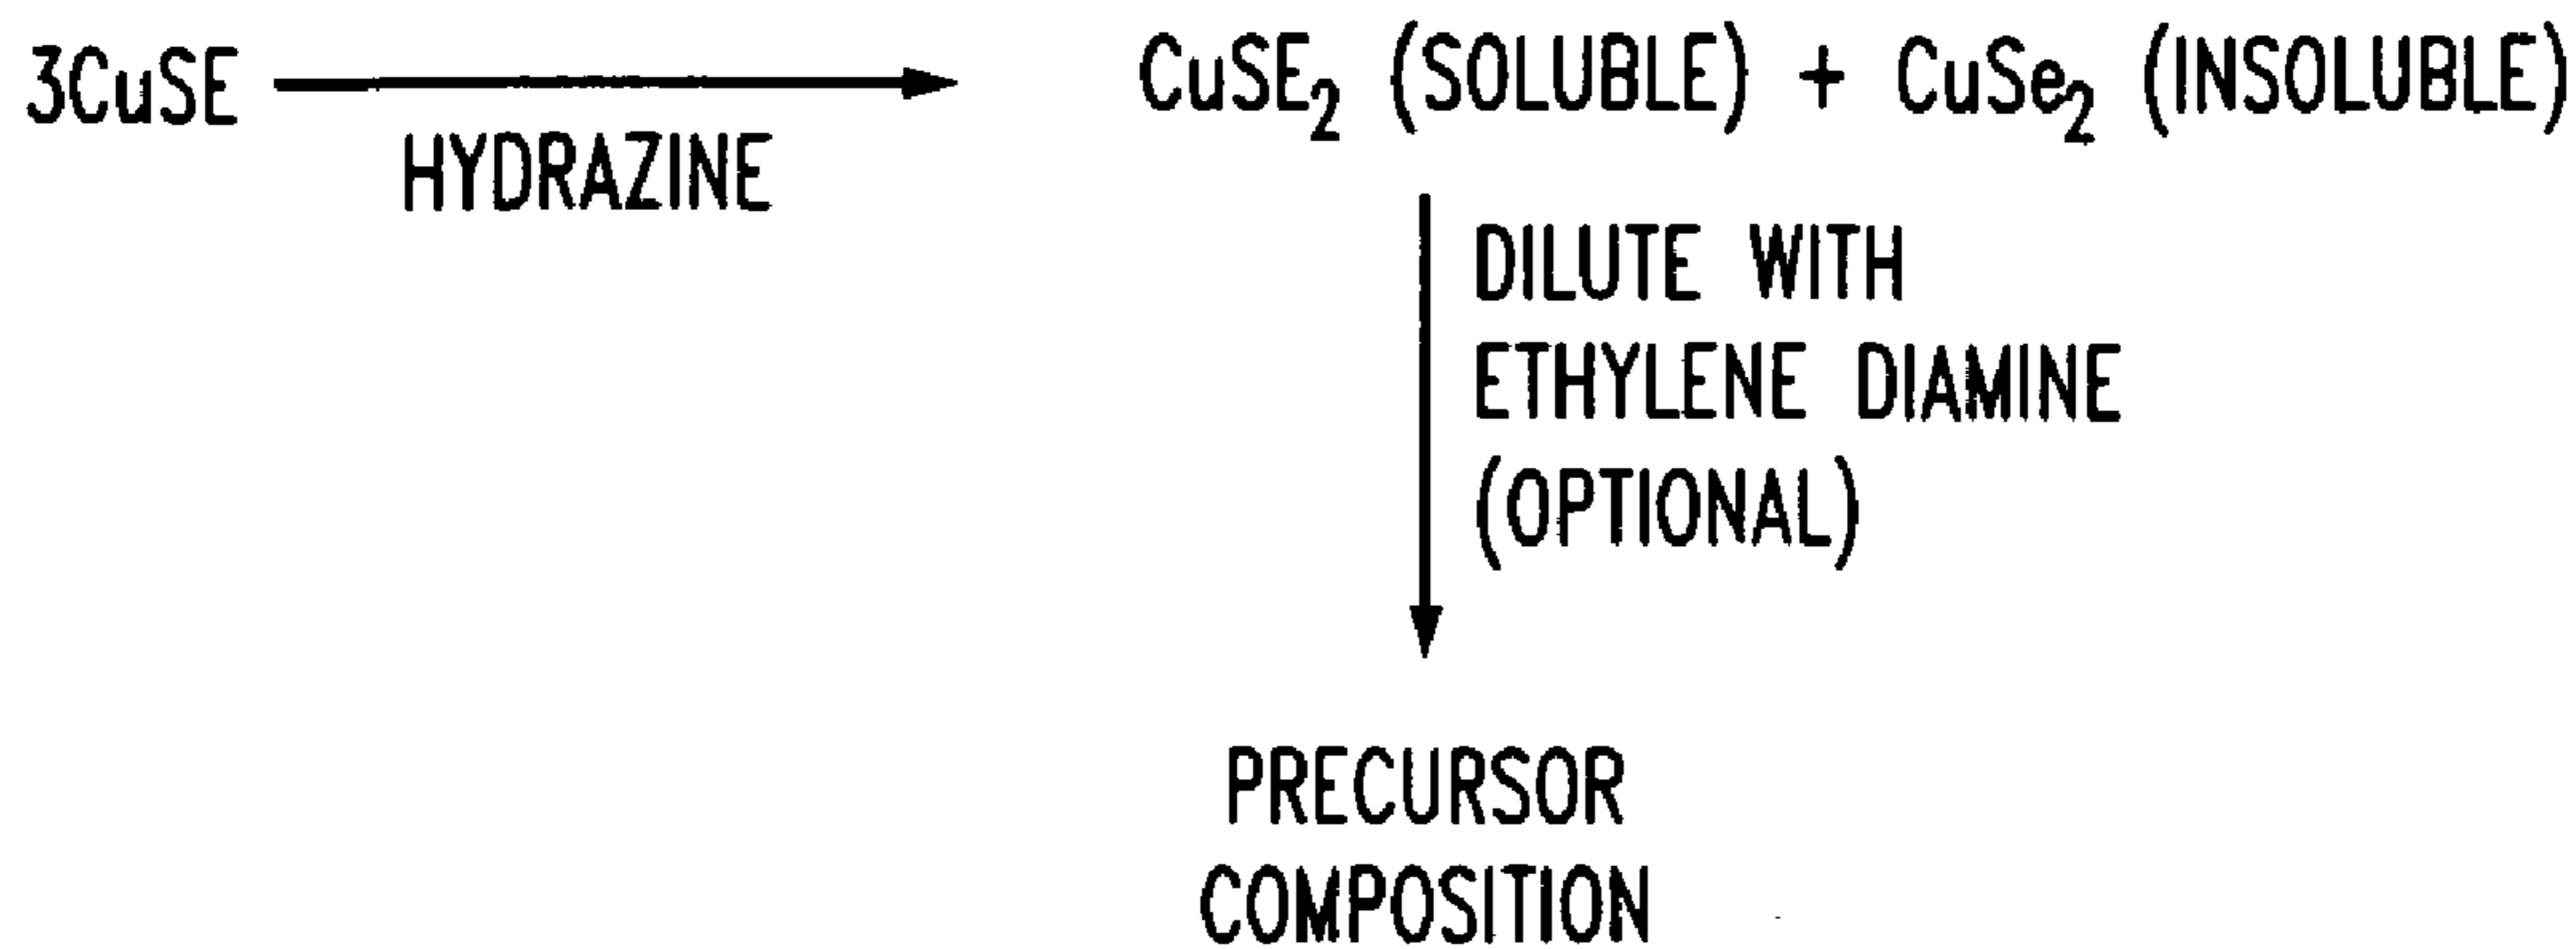 3CuSE CuSE₂ (SOLUBLE) + CuSe₂ (INSOLUBLE)
HYDRAZINE
DILUTE WITH
ETHYLENE DIAMINE
(OPTIONAL)
PRECURSOR
COMPOSITION